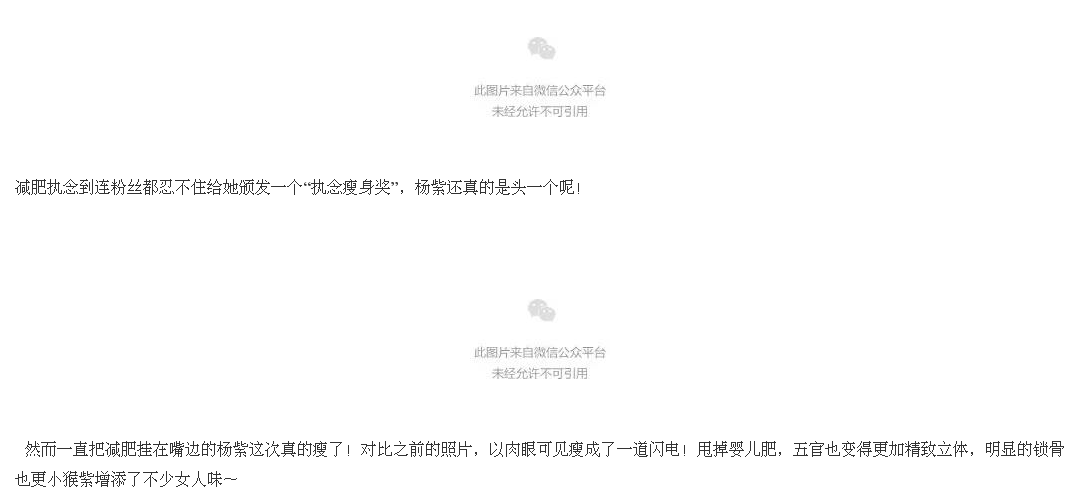 此图片来自微信公众平台
未经允许不可引用
减肥执念到连粉丝都忍不住给她颁发一个“执念瘦身奖”，杨紫还真的是头一个呢！
此图片来自微信公众平台
未经允许不可引用
然而一直把减肥挂在嘴边的杨紫这次真的瘦了！对比之前的照片，以肉眼可见瘦成了一道闪电！甩掉婴儿肥，五官也变得更加精致立体，明显的锁骨
也更小猴紫增添了不少女人味～